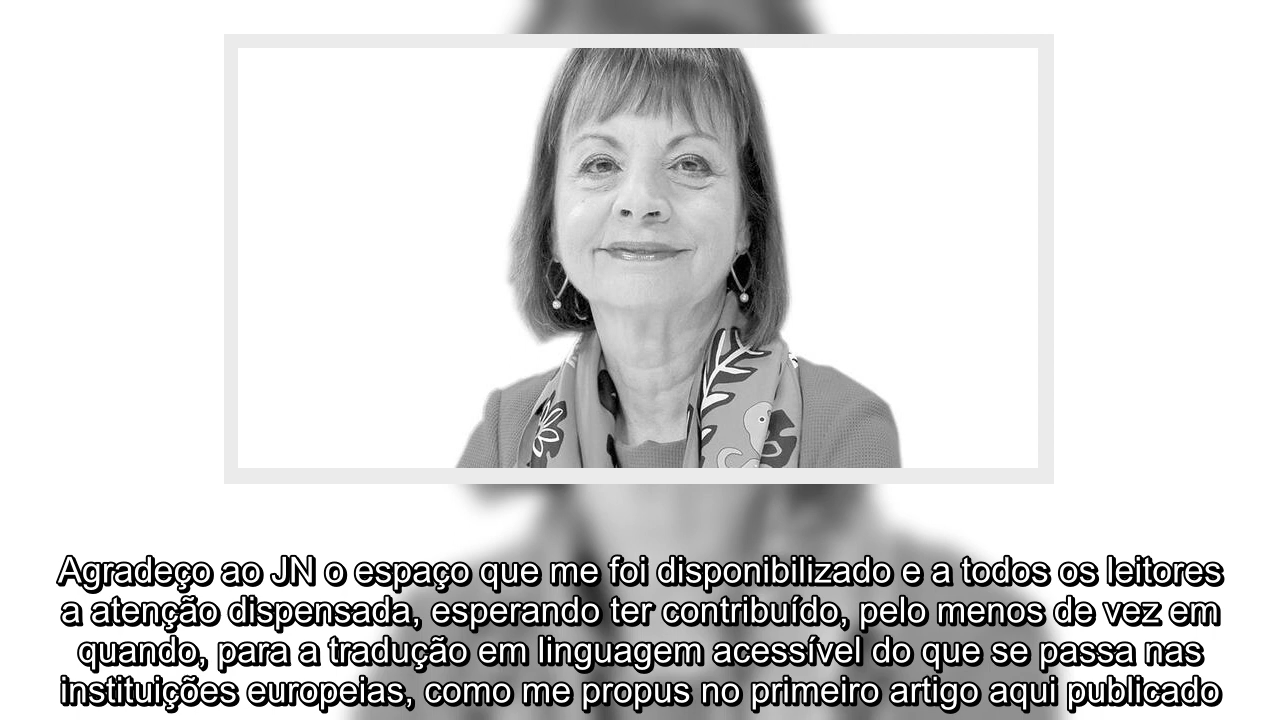 Agradeço ao JN o espaço que me foi disponibilizado e a todos os leitores
a atenção dispensada, esperando ter contribuído, pelo menos de vez em
quando, para a tradução em linguagem acessível do que se passa nas
instituições europeias, como me propus no primeiro artigo aqui publicado